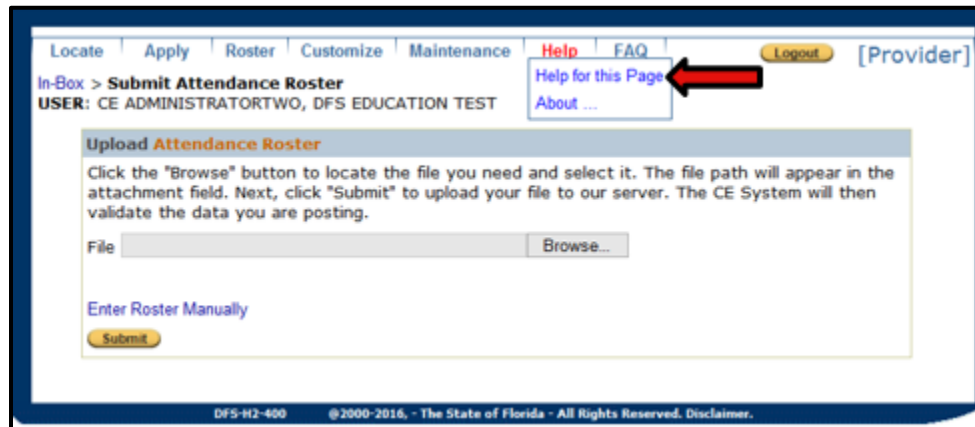 Locate Apply Roster Customize Maintenance Help FAQ Logout [Provider]
Help for this Page
About ...
In-Box > Submit Attendance Roster
USER: CE ADMINISTRATORTWO, DFS EDUCATION TEST
Upload Attendance Roster
Click the "Browse" button to locate the file you need and select it. The file path will appear in the
attachment field. Next, click "Submit" to upload your file to our server. The CE System will then
validate the data you are posting.
File Browse...
Enter Roster Manually
Submit
DFS-H2-400 @2000-2016, - The State of Florida - All Rights Reserved. Disclaimer.